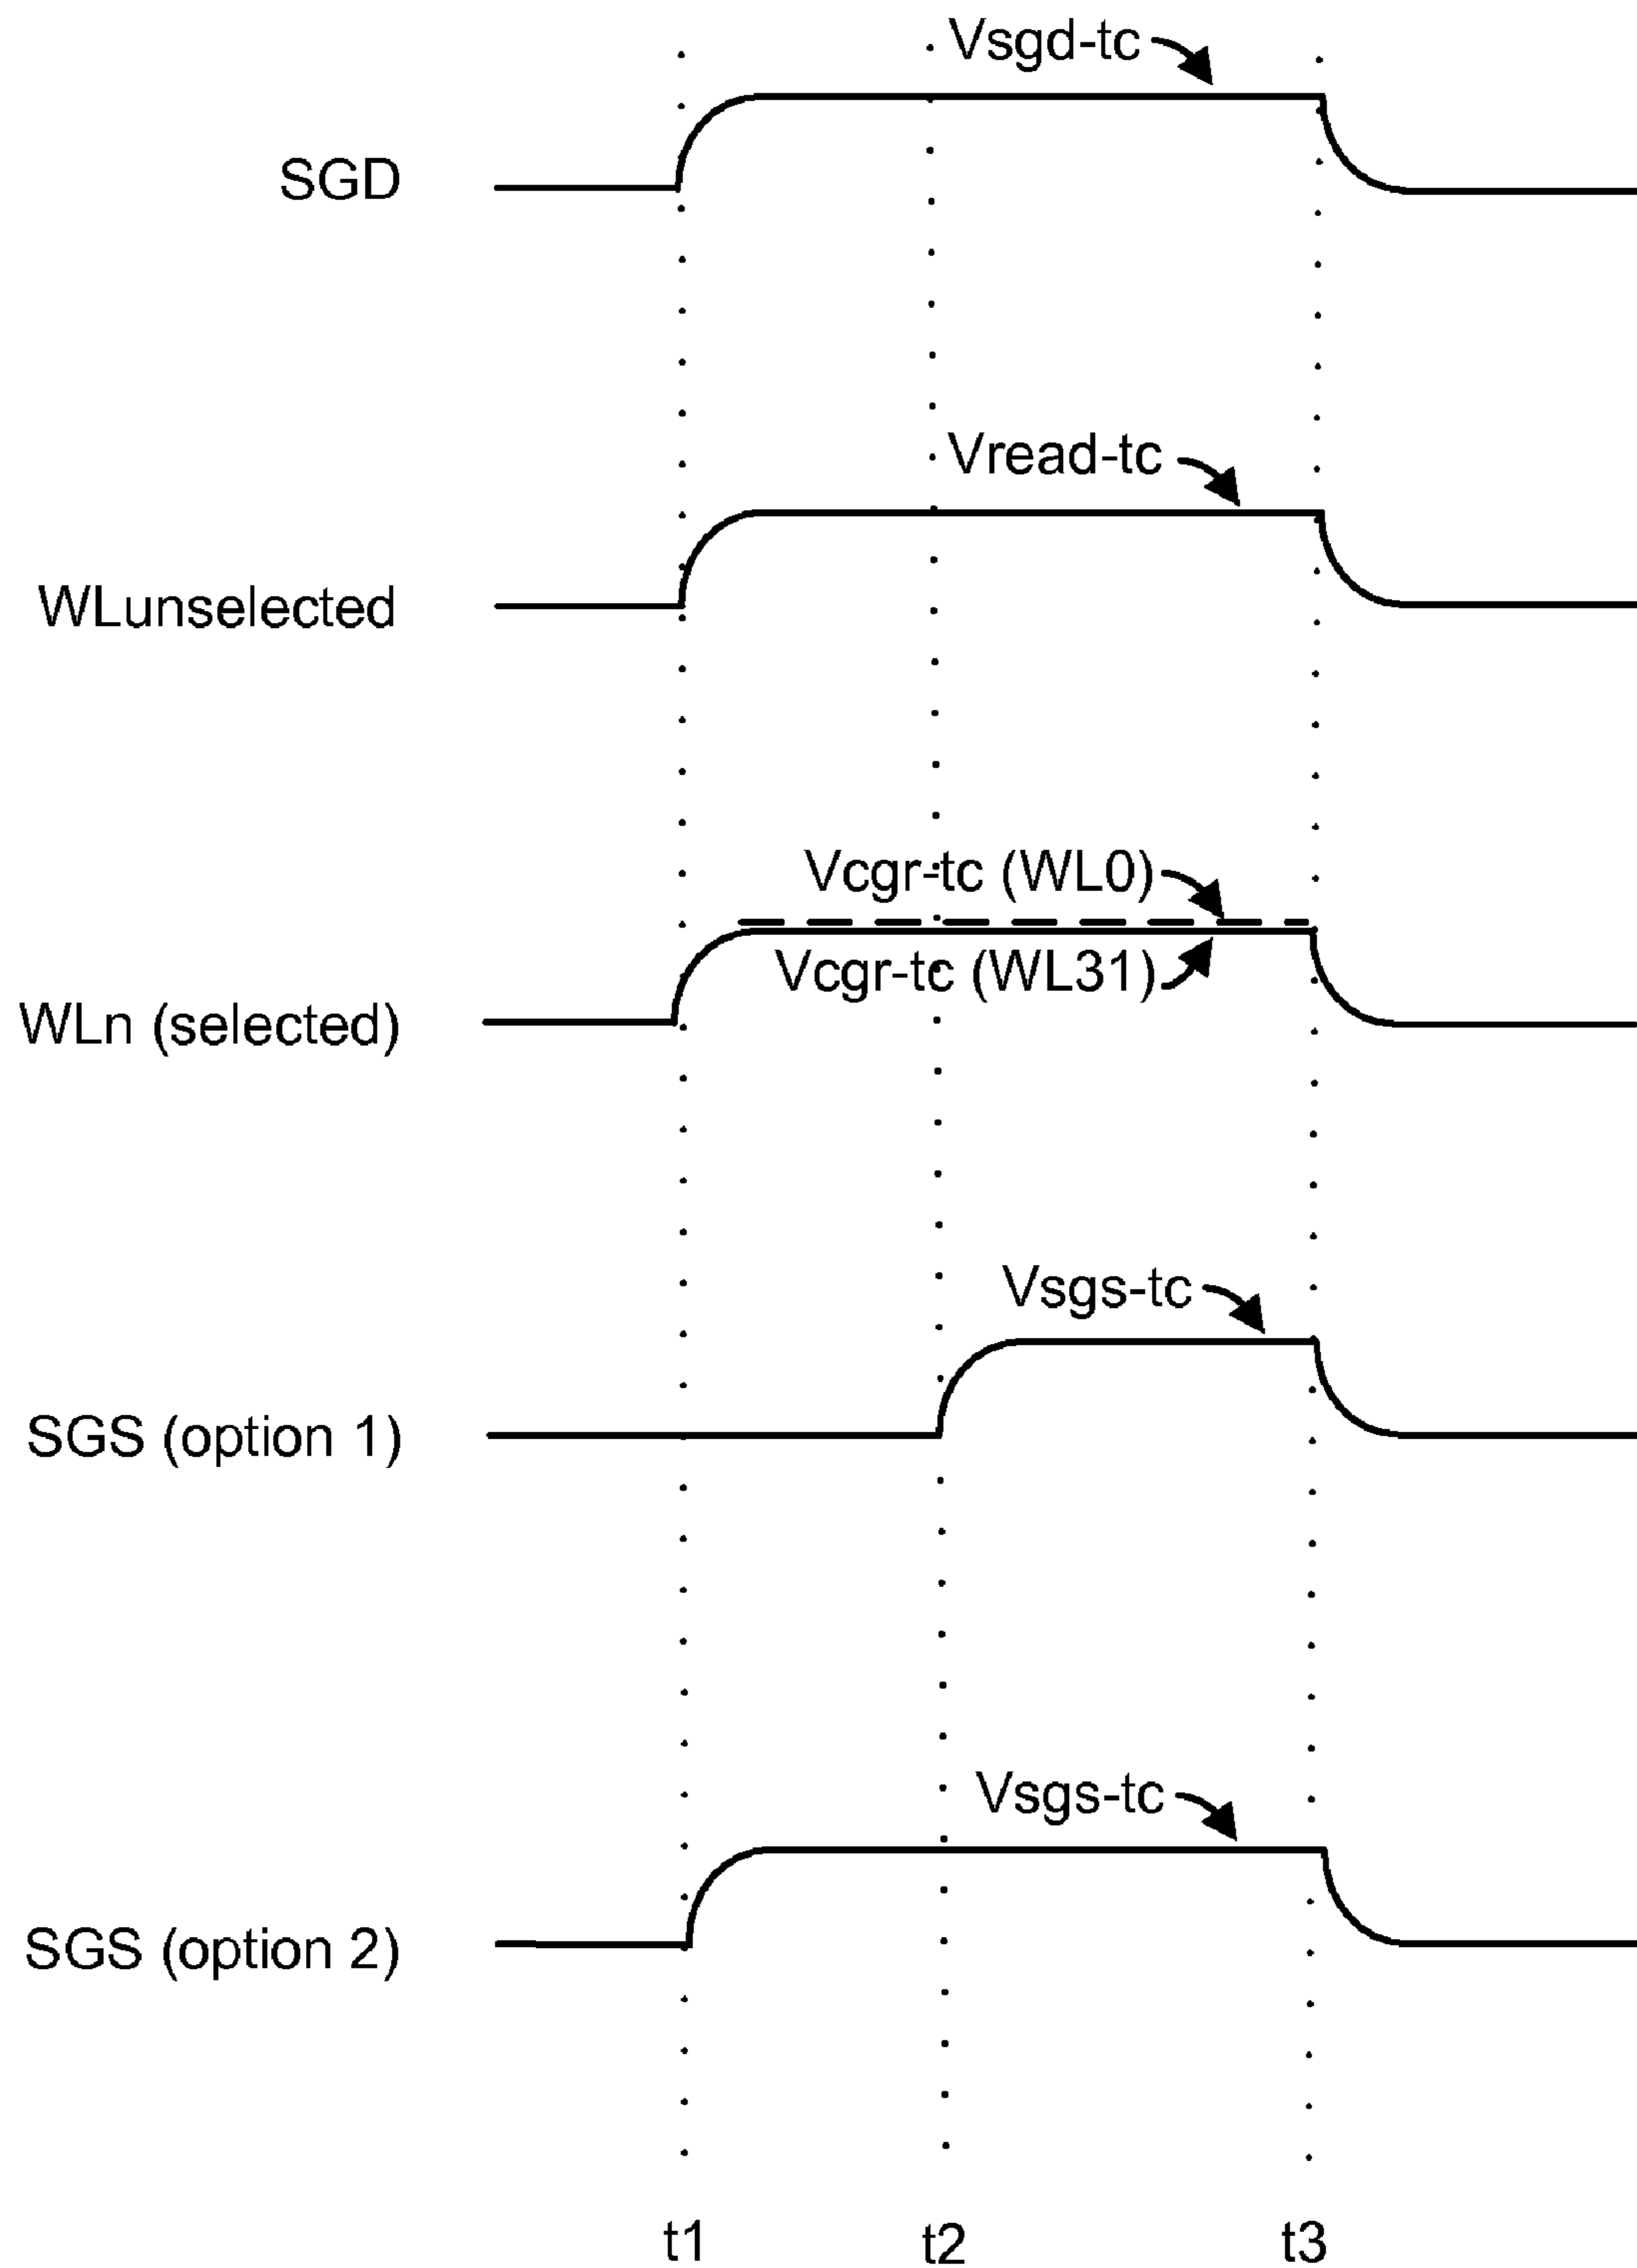 Vsgd-tc
SGD
Vread-tc
WLunselected
Vcgr-tc (WL0)
Vcgr-tc (WL31)
WLn (selected)
Vsgs-tc
SGS (option 1)
Vsgs-tc
SGS (option 2)
t1 t2 t3